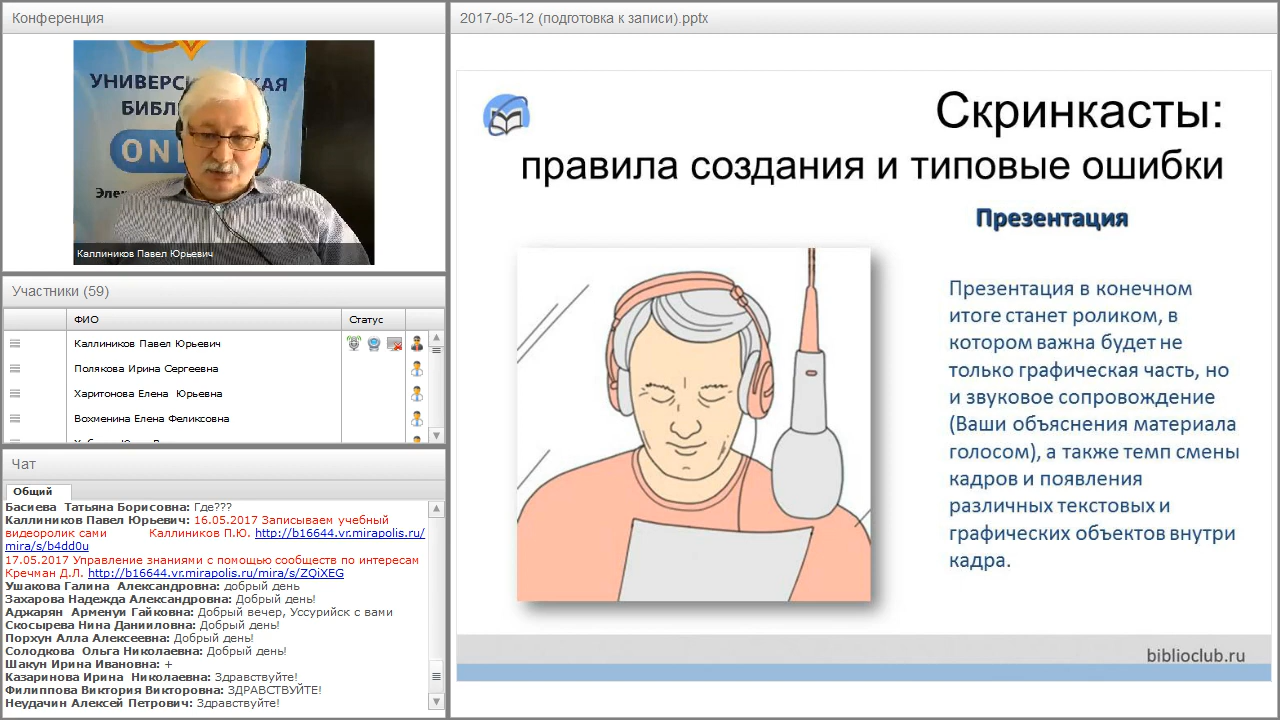 Конференция
УНИВЕРС СКАЯ
БИБЛ
ONL
Элек
Каллиников Павел Юрьевич
Участники (59)
ФИО Статус
Каллиников Павел Юрьевич
Полякова Ирина Сергеевна
Харитонова Елена Юрьевна
Вохменина Елена Феликсовна
Чат
Общий
Басиева Татьяна Борисовна: Где???
Каллиников Павел Юрьевич: 16.05.2017 Записываем учебный
видеоролик сами Каллиников П.Ю. http://b16644.vr.mirapolis.ru/
mira/s/b4dd0u
17.05.2017 Управление знаниями с помощью сообществ по интересам
Кречман Д.Л. http://b16644.vr.mirapolis.ru/mira/s/ZQiXEG
Ушакова Галина Александровна: добрый день
Захарова Надежда Александровна: Добрый день!
Аджарян Арменуи Гайковна: Добрый вечер, Уссурийск с вами
Скосырева Нина Данииловна: Добрый день!
Порхун Алла Алексеевна: Добрый день!
Солодкова Ольга Николаевна: Добрый день!
Шакун Ирина Ивановна: +
Казаринова Ирина Николаевна: Здравствуйте!
Филиппова Виктория Викторовна: ЗДРАВСТВУЙТЕ!
Неудачин Алексей Петрович: Здравствуйте!
2017-05-12 (подготовка к записи).pptx
Скринкасты:
правила создания и типовые ошибки
Презентация
Презентация в конечном
итоге станет роликом, в
котором важна будет не
только графическая часть, но
и звуковое сопровождение
(Ваши объяснения материала
голосом), а также темп смены
кадров и появления
различных текстовых и
графических объектов внутри
кадра.
biblioclub.ru